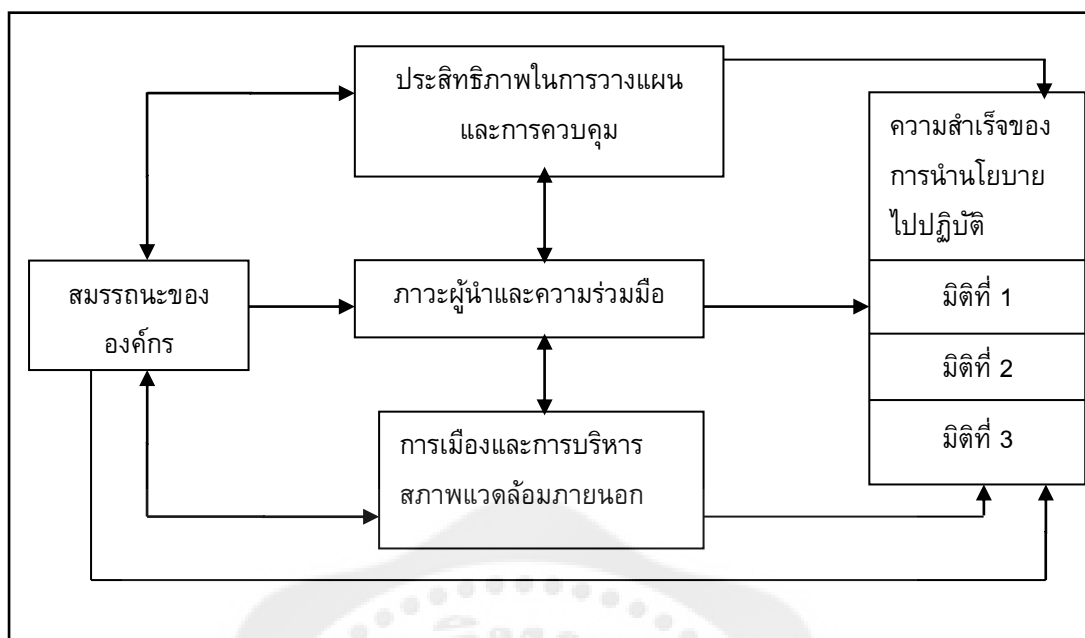 ประสิทธิภาพในการวางแผน
และการควบคุม
ความสำเร็จของ
การนำนโยบาย
ไปปฏิบัติ
สมรรถนะของ
องค์กร
ภาวะผู้นำและความร่วมมือ
มิติที่ 1
มิติที่ 2
มิติที่ 3
การเมืองและการบริหาร
สภาพแวดล้อมภายนอก